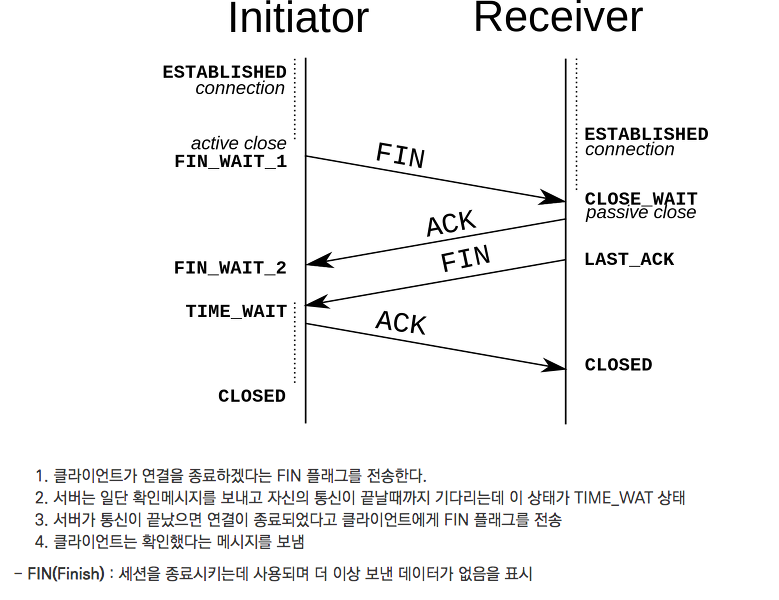 Initiator Receiver
ESTABLISHED
connection
ESTABLISHED
connection
active close
FIN_WAIT_1
FIN
CLOSE_WAIT
passive close
ACK
FIN
LAST_ACK
FIN_WAIT_2
TIME_WAIT
ACK
CLOSED
CLOSED
1. 클라이언트가 연결을 종료하겠다는 FIN 플래그를 전송한다.
2. 서버는 일단 확인메시지를 보내고 자신의 통신이 끝날때까지 기다리는데 이 상태가 TIME_WAT 상태
3. 서버가 통신이 끝났으면 연결이 종료되었다고 클라이언트에게 FIN 플래그를 전송
4. 클라이언트는 확인했다는 메시지를 보냄
– FIN(Finish) : 세션을 종료시키는데 사용되며 더 이상 보낸 데이터가 없음을 표시